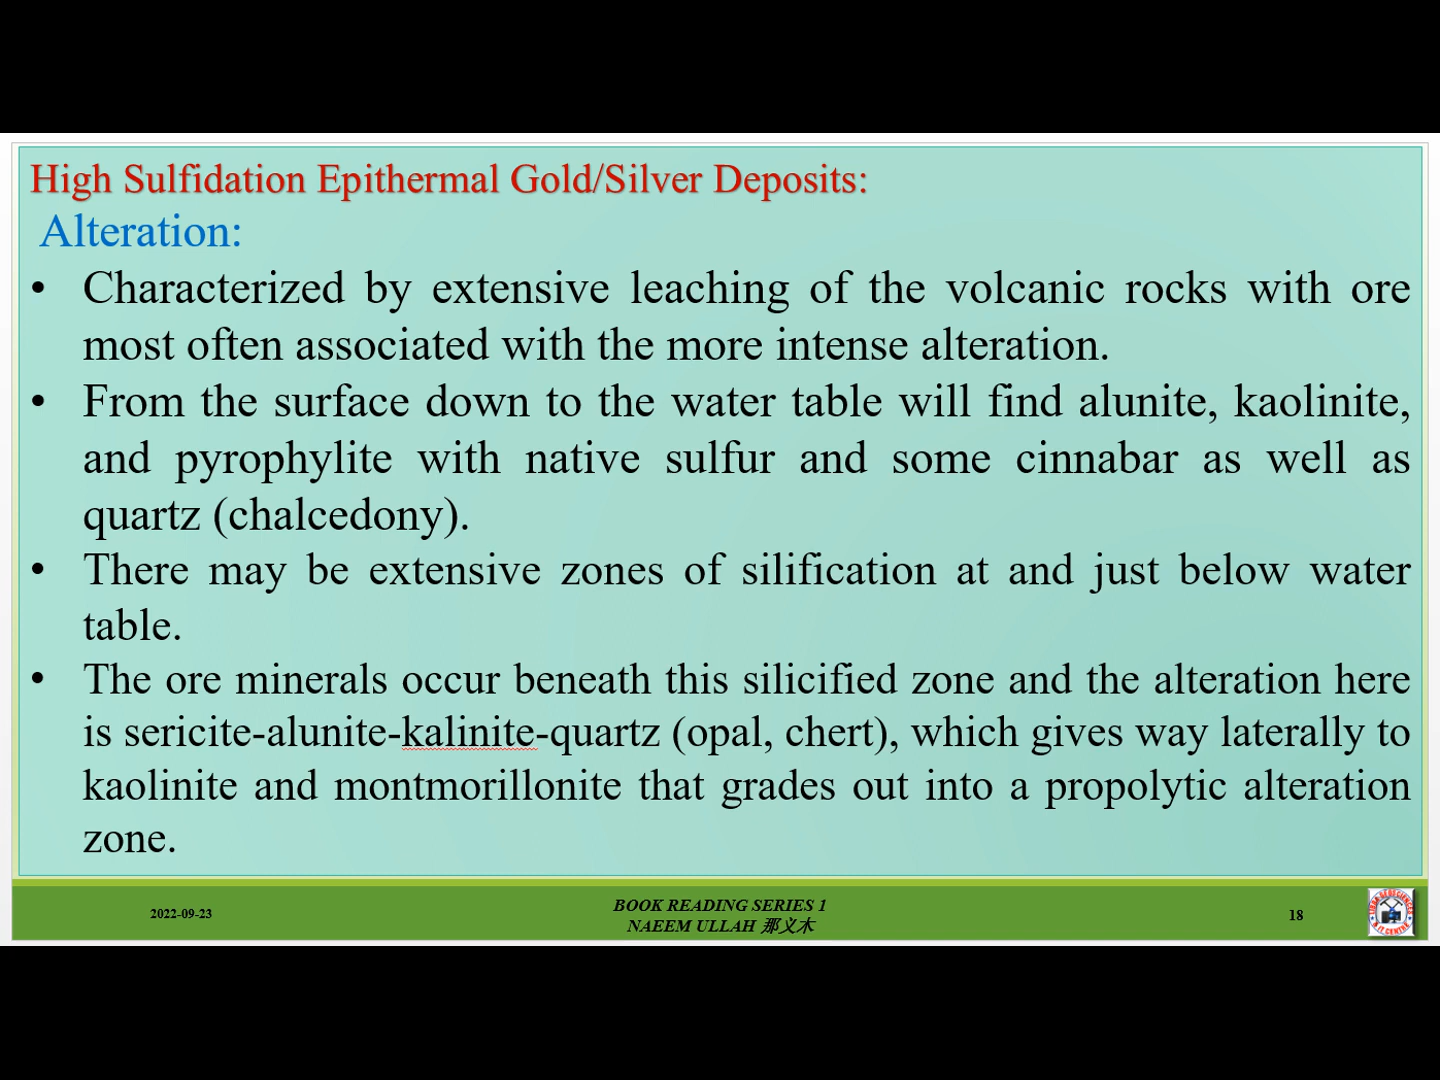 High Sulfidation Epithermal Gold/Silver Deposits:
Alteration:
• Characterized by extensive leaching of the volcanic rocks with ore
most often associated with the more intense alteration.
• From the surface down to the water table will find alunite, kaolinite,
and pyrophylite with native sulfur and some cinnabar as well as
quartz (chalcedony).
• There may be extensive zones of silification at and just below water
table.
• The ore minerals occur beneath this silicified zone and the alteration here
is sericite-alunite-kalinite-quartz (opal, chert), which gives way laterally to
kaolinite and montmorillonite that grades out into a propolytic alteration
zone.
2022-09-23
BOOK READING SERIES 1
NAEEM ULLAH 那义木
18
& IT CENTRE